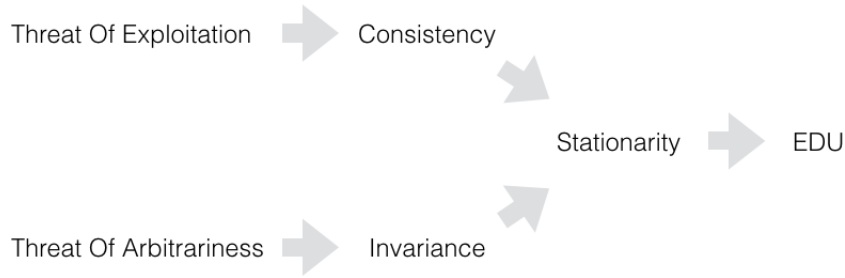 Threat Of Exploitation
Consistency
Stationarity
EDU
Threat Of Arbitrariness
Invariance